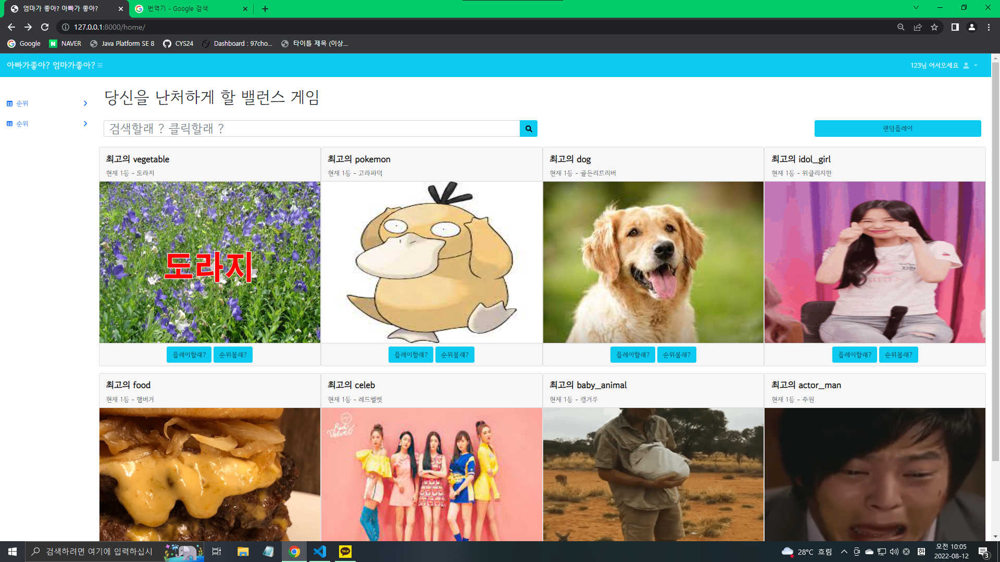 엄마가 좋아? 아빠가 좋아?
번역기 - Google 검색
127.0.0.1:8000/home/
Google
NAVER
Java Platform SE 8
CYS24
Dashboard : 97cho...
타이틀 제목 (이상...
아빠가좋아? 엄마가좋아?
123님 어서오세요
순위
순위
당신을 난처하게 할 밸런스 게임
검색할래 ? 클릭할래 ?
랜덤플레이
최고의 vegetable
현재 1등 - 도라지
도라지
플레이할래?
순위볼래?
최고의 pokemon
현재 1등 - 고라파덕
플레이할래?
순위볼래?
최고의 dog
현재 1등 - 골든리트리버
플레이할래?
순위볼래?
최고의 idol_girl
현재 1등 - 위클리지한
지한
플레이할래?
순위볼래?
최고의 food
현재 1등 - 햄버거
최고의 celeb
현재 1등 - 레드벨벳
Red Velvet
최고의 baby_animal
현재 1등 - 캥거루
최고의 actor_man
현재 1등 - 주원
검색하려면 여기에 입력하십시
TALK
28°C 흐림
한
오전 10:05
2022-08-12
3